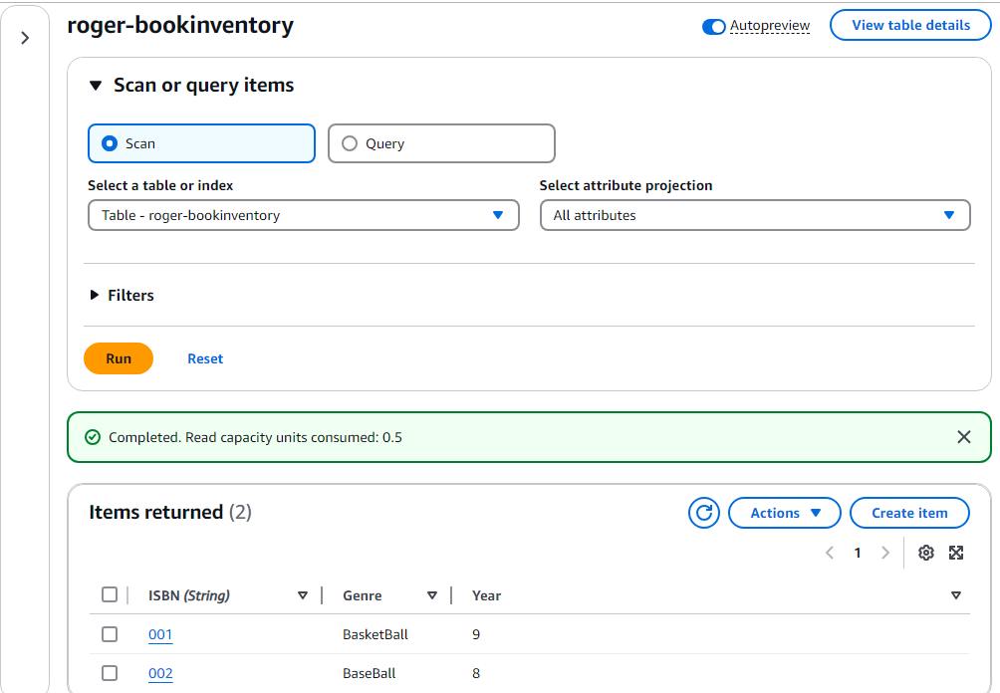 roger-bookinventory
Autopreview
View table details
Scan or query items
Scan
Query
Select a table or index
Select attribute projection
Table - roger-bookinventory
All attributes
Filters
Run
Reset
Completed. Read capacity units consumed: 0.5
Items returned (2)
Actions
Create item
1
ISBN (String) Genre Year
001 BasketBall 9
002 BaseBall 8